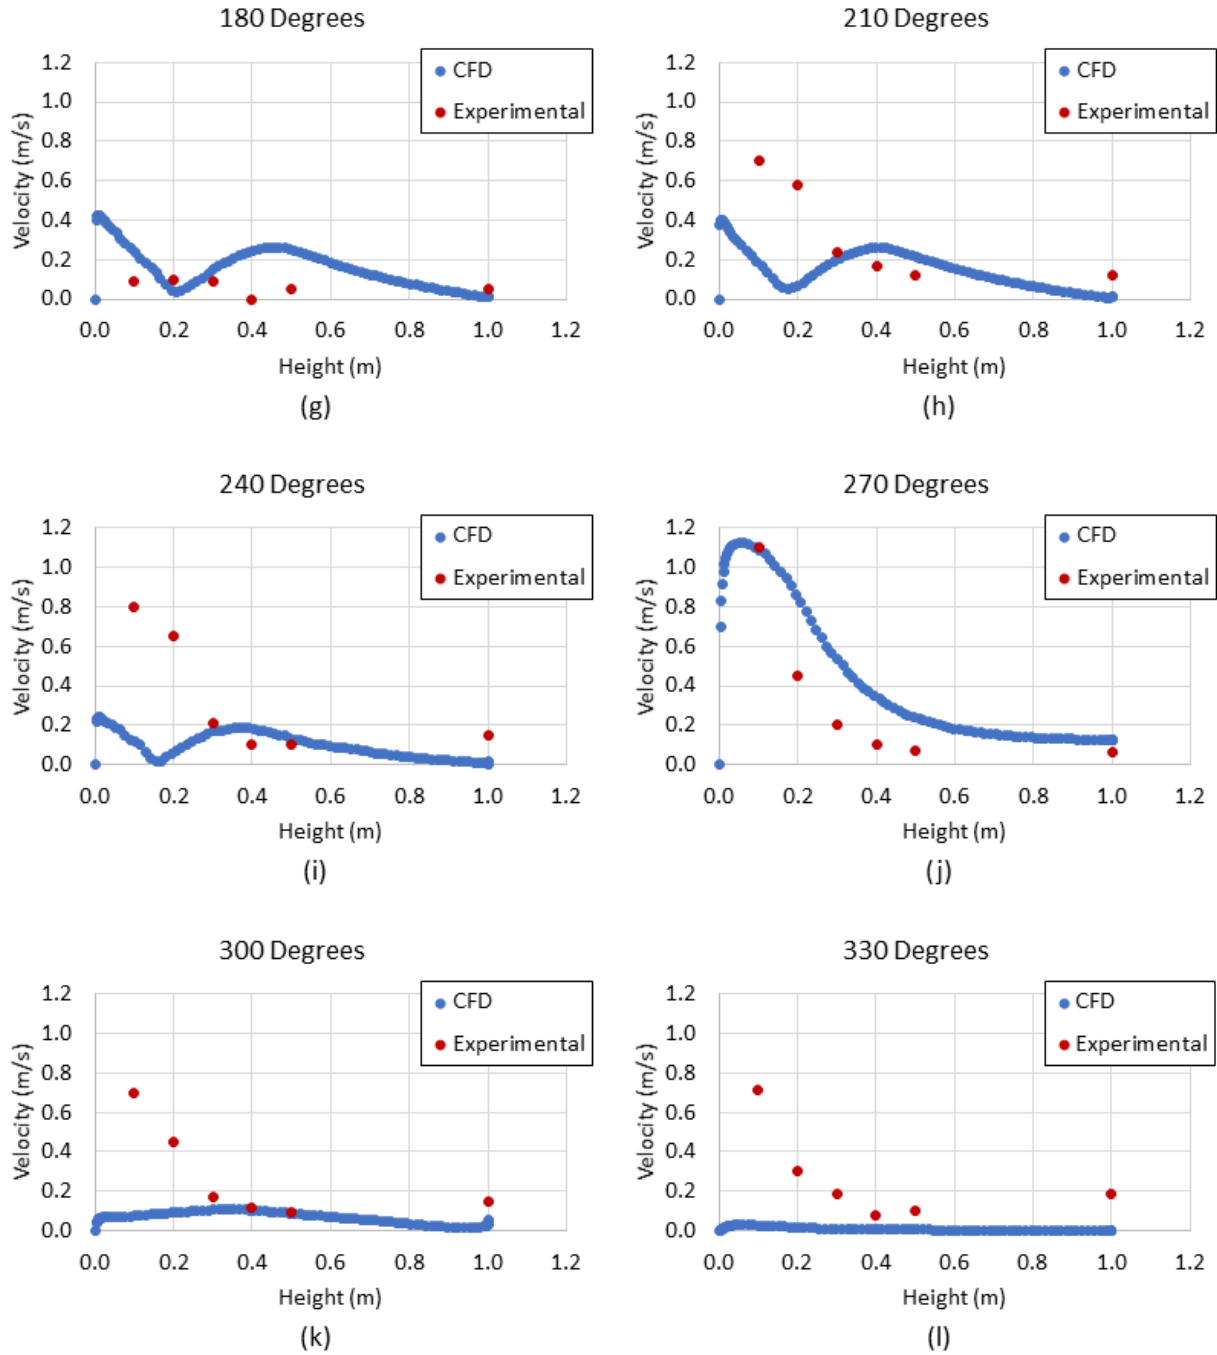 180 Degrees
1.2
1.0
0.8
0.6
0.4
0.2
0.0
Velocity (m/s)
CFD
Experimental
0.0 0.2 0.4 0.6 0.8 1.0 1.2
Height (m)
(g)
210 Degrees
1.2
1.0
0.8
0.6
0.4
0.2
0.0
Velocity (m/s)
CFD
Experimental
0.0 0.2 0.4 0.6 0.8 1.0 1.2
Height (m)
(h)
240 Degrees
1.2
1.0
0.8
0.6
0.4
0.2
0.0
Velocity (m/s)
CFD
Experimental
0.0 0.2 0.4 0.6 0.8 1.0 1.2
Height (m)
(i)
270 Degrees
1.2
1.0
0.8
0.6
0.4
0.2
0.0
Velocity (m/s)
CFD
Experimental
0.0 0.2 0.4 0.6 0.8 1.0 1.2
Height (m)
(j)
300 Degrees
1.2
1.0
0.8
0.6
0.4
0.2
0.0
Velocity (m/s)
CFD
Experimental
0.0 0.2 0.4 0.6 0.8 1.0 1.2
Height (m)
(k)
330 Degrees
1.2
1.0
0.8
0.6
0.4
0.2
0.0
Velocity (m/s)
CFD
Experimental
0.0 0.2 0.4 0.6 0.8 1.0 1.2
Height (m)
(l)